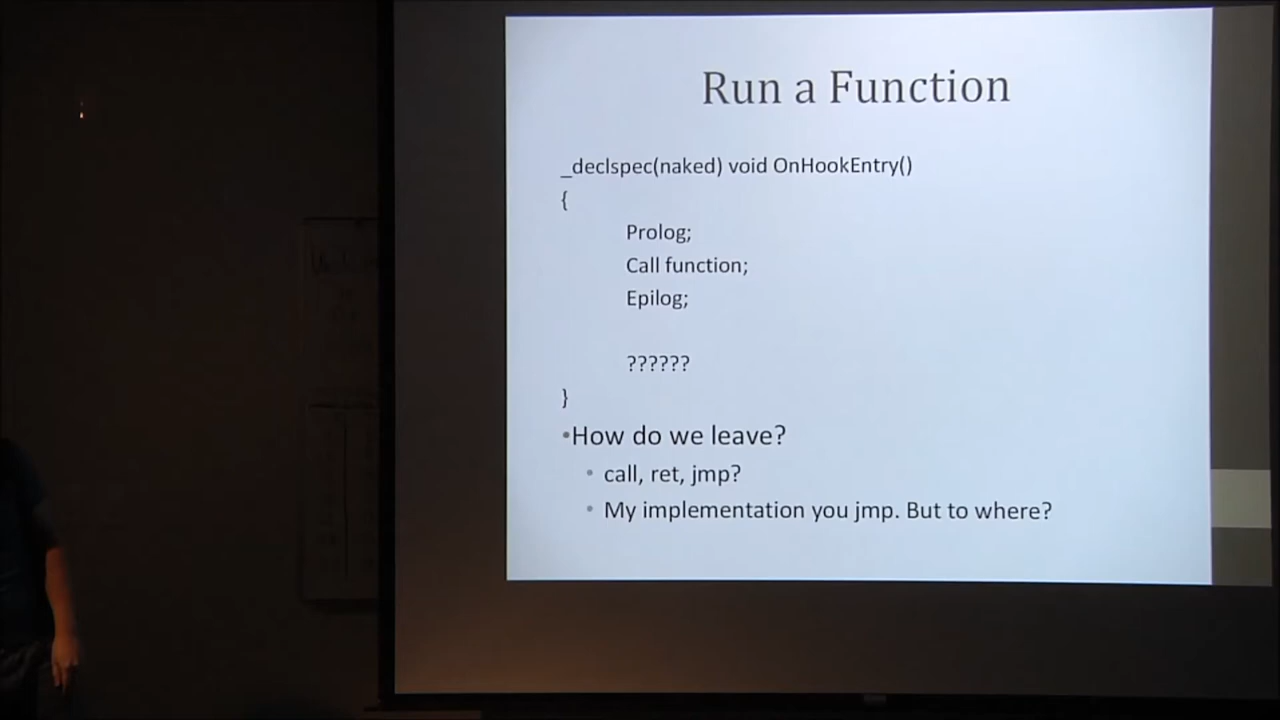 Run a Function
_declspec(naked) void OnHookEntry()
{
Prolog;
Call function;
Epilog;
??????
}
•How do we leave?
• call, ret, jmp?
• My implementation you jmp. But to where?